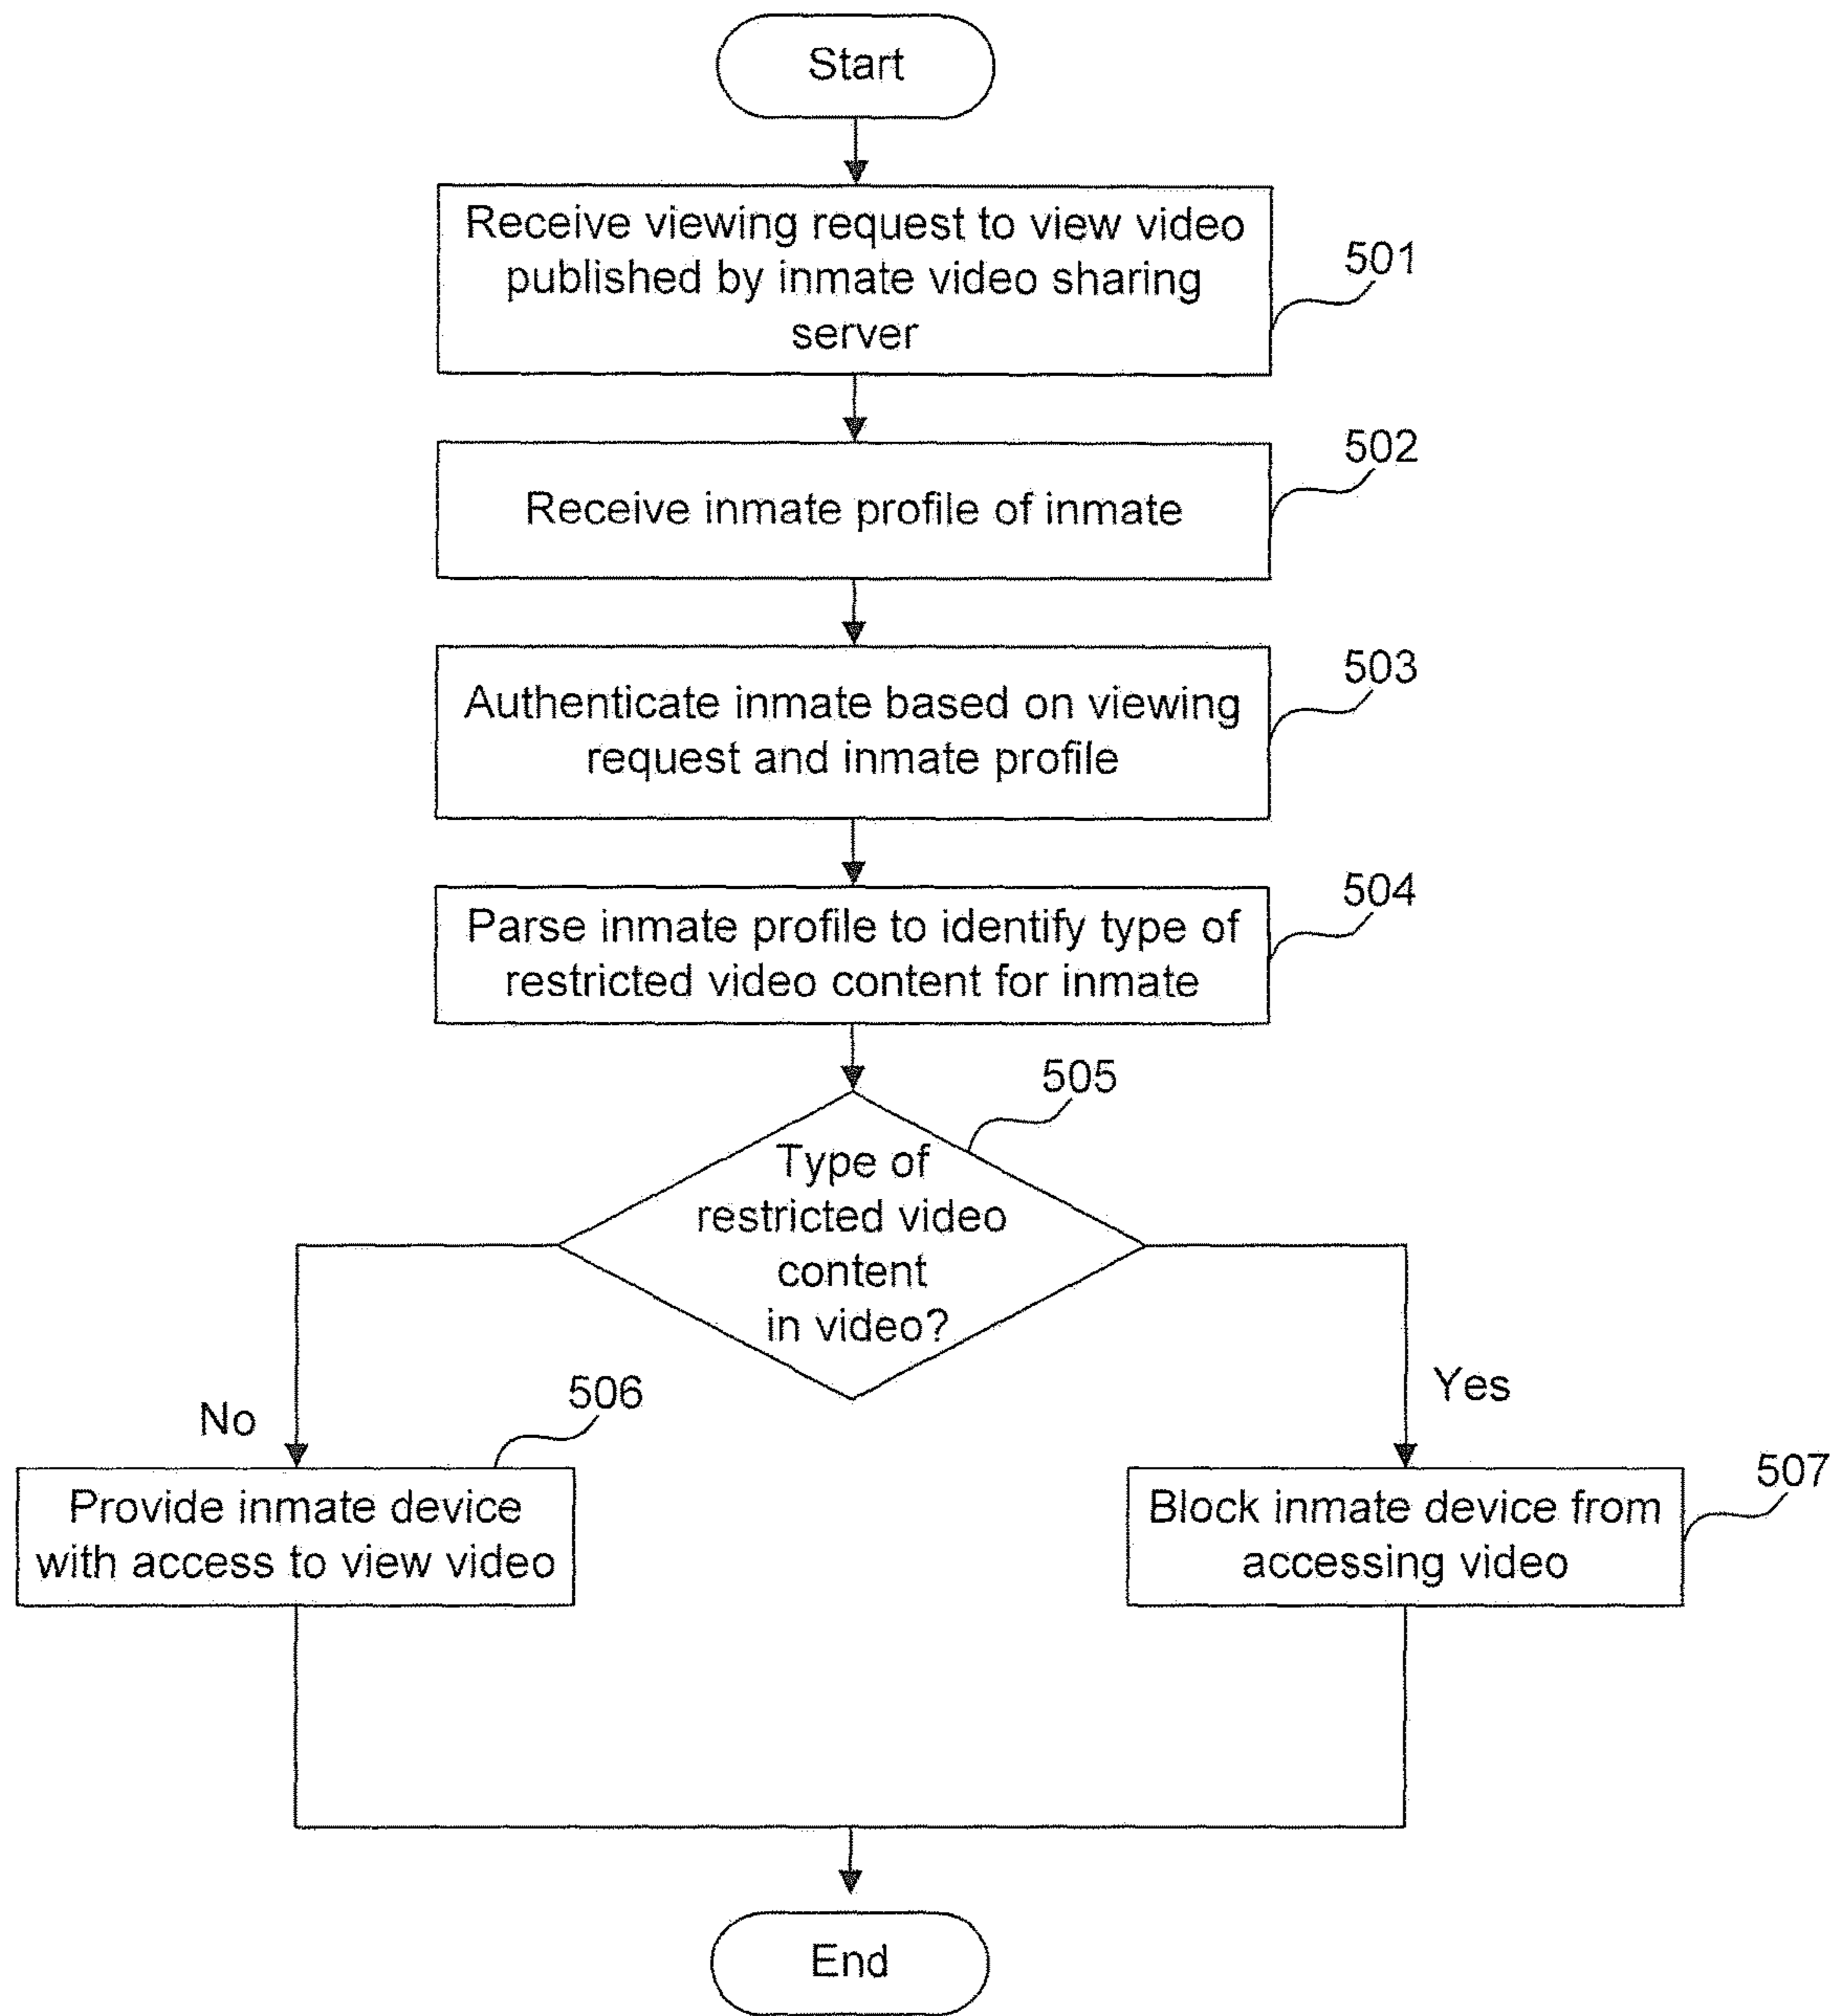 Start
Receive viewing request to view video
published by inmate video sharing
server
501
502
Receive inmate profile of inmate
503
Authenticate inmate based on viewing
request and inmate profile
504
Parse inmate profile to identify type of
restricted video content for inmate
505
Type of
restricted video
content
in video?
No
506
Yes
Provide inmate device
with access to view video
507
Block inmate device from
accessing video
End